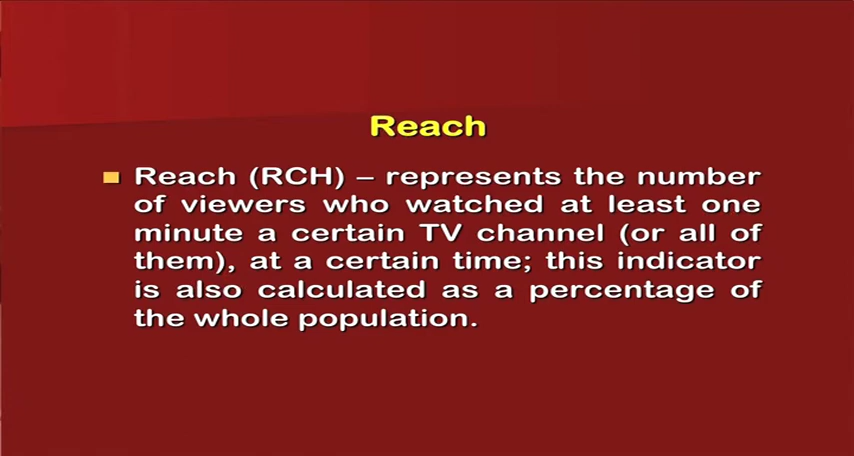 Reach
Reach (RCH) – represents the number
of viewers who watched at least one
minute a certain TV channel (or all of
them), at a certain time; this indicator
is also calculated as a percentage of
the whole population.